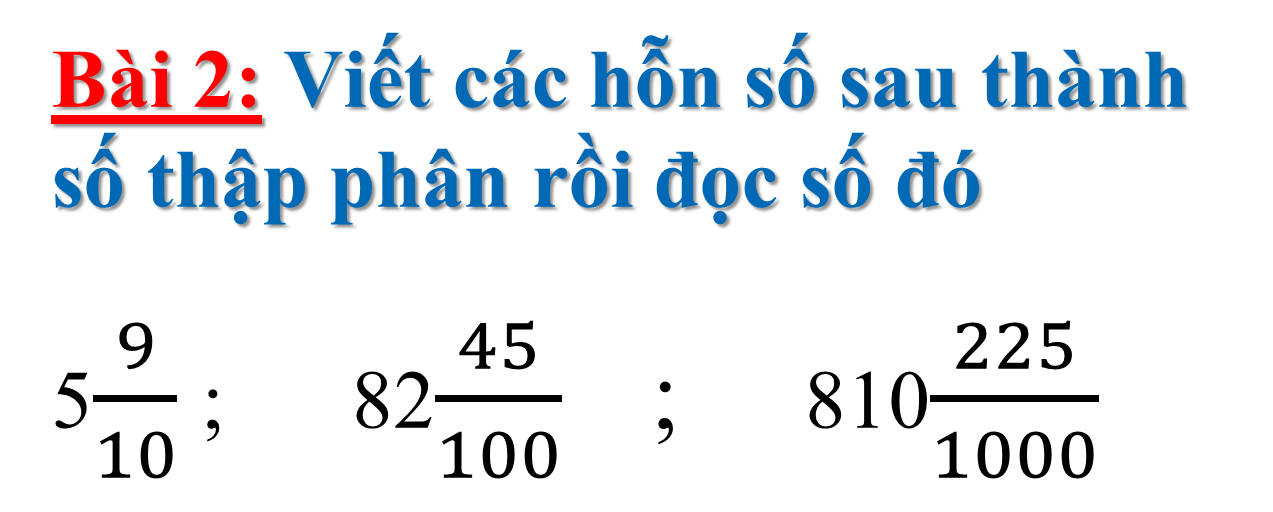 Bài 2: Viết các hỗn số sau thành
số thập phân rồi đọc số đó
5 9/10 ; 82 45/100 ; 810 225/1000